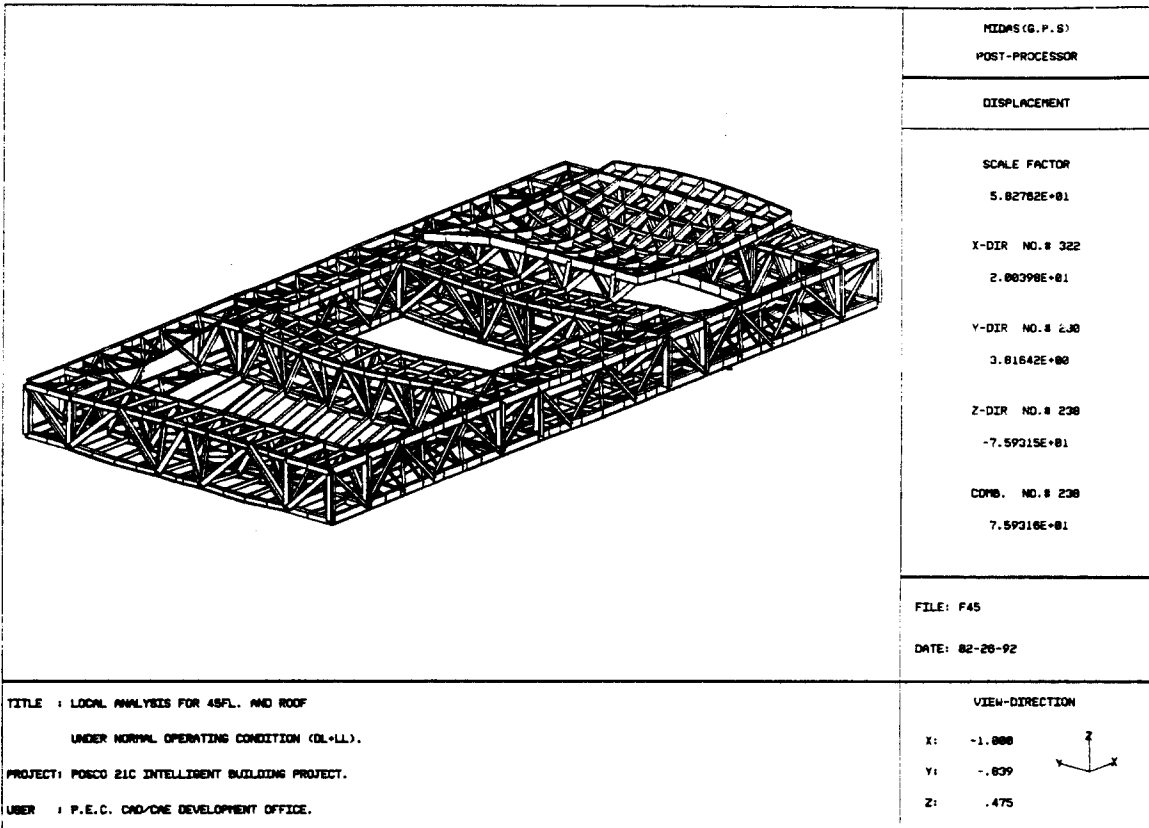 MIDAS(G.P.S)
POST-PROCESSOR
DISPLACEMENT
SCALE FACTOR
5.82762E+01
X-DIR NO.# 322
2.00398E+01
Y-DIR NO.#
3.81642E+00
Z-DIR NO.# 238
-7.59315E+01
COMB. NO.# 238
7.59316E+01
FILE: F45
DATE: 02-28-92
TITLE : LOCAL ANALYSIS FOR 45FL. AND ROOF
UNDER NORMAL OPERATING CONDITION (DL+LL).
PROJECT: POSCO 21C INTELLIGENT BUILDING PROJECT.
USER : P.E.C. CAD/CAE DEVELOPMENT OFFICE.
VIEW-DIRECTION
X: -1.000
Y: -.839
Z: .475
Z
Y X